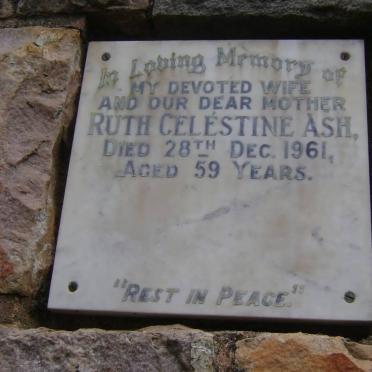 In Loving Memory of
MY DEVOTED WIFE
AND OUR DEAR MOTHER
RUTH CELESTINE ASH,
DIED 28TH DEC. 1961,
AGED 59 YEARS.
"REST IN PEACE."